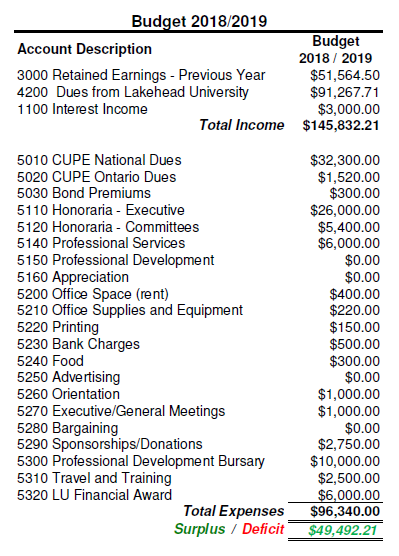 Budget 2018/2019
Account Description Budget
2018 / 2019
3000 Retained Earnings - Previous Year $51,564.50
4200 Dues from Lakehead University $91,267.71
1100 Interest Income $3,000.00
Total Income $145,832.21
5010 CUPE National Dues $32,300.00
5020 CUPE Ontario Dues $1,520.00
5030 Bond Premiums $300.00
5110 Honoraria - Executive $26,000.00
5120 Honoraria - Committees $5,400.00
5140 Professional Services $6,000.00
5150 Professional Development $0.00
5160 Appreciation $0.00
5200 Office Space (rent) $400.00
5210 Office Supplies and Equipment $220.00
5220 Printing $150.00
5230 Bank Charges $500.00
5240 Food $300.00
5250 Advertising $0.00
5260 Orientation $1,000.00
5270 Executive/General Meetings $1,000.00
5280 Bargaining $0.00
5290 Sponsorships/Donations $2,750.00
5300 Professional Development Bursary $10,000.00
5310 Travel and Training $2,500.00
5320 LU Financial Award $6,000.00
Total Expenses $96,340.00
Surplus / Deficit $49,492.21